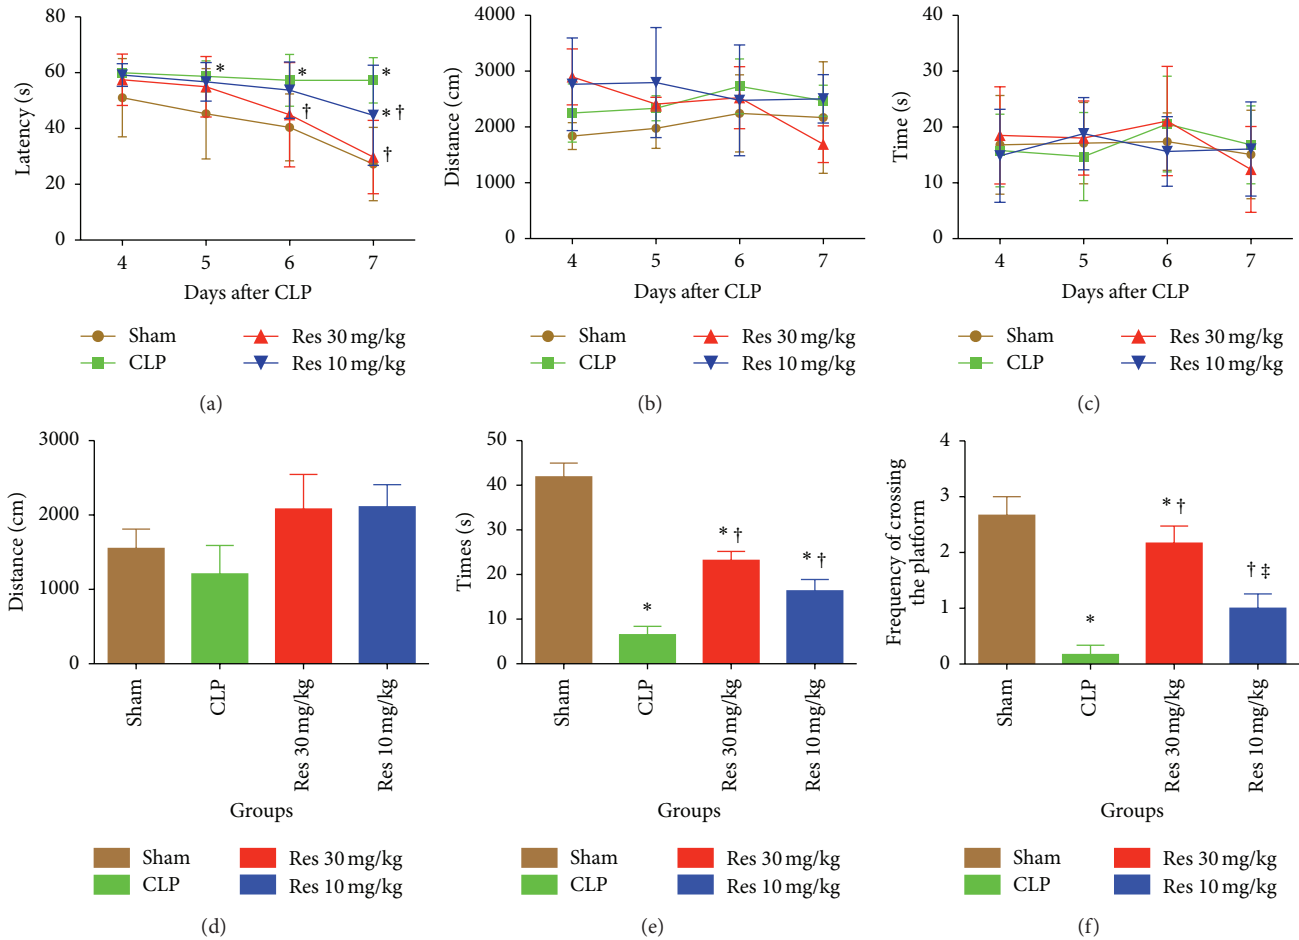 80
60
40
20
0
Latency (s)
*
*
*
* †
†
†
4 5 6 7
Days after CLP
Sham
CLP
Res 30 mg/kg
Res 10 mg/kg
(a)
4000
3000
2000
1000
0
Distance (cm)
4 5 6 7
Days after CLP
Sham
CLP
Res 30 mg/kg
Res 10 mg/kg
(b)
40
30
20
10
0
Time (s)
4 5 6 7
Days after CLP
Sham
CLP
Res 30 mg/kg
Res 10 mg/kg
(c)
3000
2000
1000
0
Distance (cm)
Sham
CLP
Res 30 mg/kg
Res 10 mg/kg
Groups
Sham
CLP
Res 30 mg/kg
Res 10 mg/kg
(d)
50
40
30
20
10
0
Times (s)
*
* †
* †
Sham
CLP
Res 30 mg/kg
Res 10 mg/kg
Groups
Sham
CLP
Res 30 mg/kg
Res 10 mg/kg
(e)
4
3
2
1
0
Frequency of crossing
the platform
*
* †
† ‡
Sham
CLP
Res 30 mg/kg
Res 10 mg/kg
Groups
Sham
CLP
Res 30 mg/kg
Res 10 mg/kg
(f)